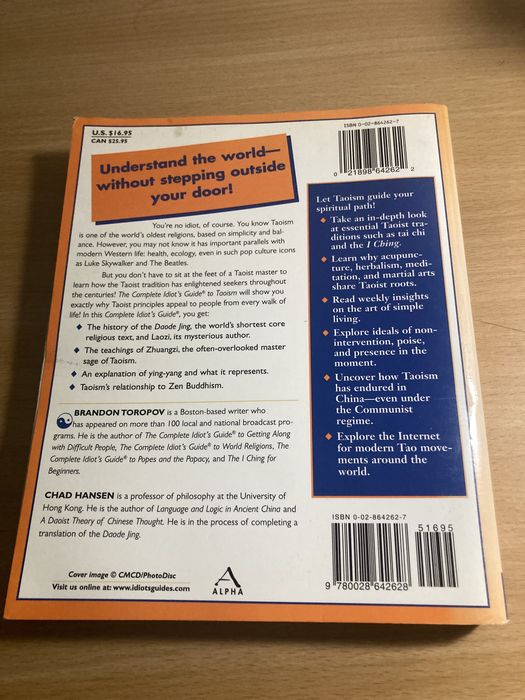 U.S. $16.95
CAN $25.95
ISBN 0-02-864262-7
0 21898 64262 2
Understand the world—
without stepping outside
your door!
You're no idiot, of course. You know Taoism
is one of the world's oldest religions, based on simplicity and bal-
ance. However, you may not know it has important parallels with
modern Western life: health, ecology, even in such pop culture icons
as Luke Skywalker and The Beatles.
But you don't have to sit at the feet of a Taoist master to
learn how the Taoist tradition has enlightened seekers throughout
the centuries! The Complete Idiot's Guide® to Taoism will show you
exactly why Taoist principles appeal to people from every walk of
life! In this Complete Idiot's Guide®, you get:
◆ The history of the Daode Jing, the world's shortest core
religious text, and Laozi, its mysterious author.
◆ The teachings of Zhuangzi, the often-overlooked master
sage of Taoism.
◆ An explanation of ying-yang and what it represents.
◆ Taoism's relationship to Zen Buddhism.
BRANDON TOROPOV is a Boston-based writer who
has appeared on more than 100 local and national broadcast pro-
grams. He is the author of The Complete Idiot's Guide® to Getting Along
with Difficult People, The Complete Idiot's Guide® to World Religions, The
Complete Idiot's Guide® to Popes and the Papacy, and The I Ching for
Beginners.
CHAD HANSEN is a professor of philosophy at the University of
Hong Kong. He is the author of Language and Logic in Ancient China and
A Daoist Theory of Chinese Thought. He is in the process of completing a
translation of the Daode Jing.
Cover image © CMCD/PhotoDisc
Visit us online at: www.idiotsguides.com
ALPHA
Let Taoism guide your
spiritual path!
◆ Take an in-depth look
at essential Taoist tra-
ditions such as tai chi
and the I Ching.
◆ Learn why acupunc-
ture, herbalism, medi-
tation, and martial arts
share Taoist roots.
◆ Read weekly insights
on the art of simple
living.
◆ Explore ideals of non-
intervention, poise,
and presence in the
moment.
◆ Uncover how Taoism
has endured in
China—even under
the Communist
regime.
◆ Explore the Internet
for modern Tao move-
ments around the
world.
ISBN 0-02-864262-7
51695
9 780028 642628